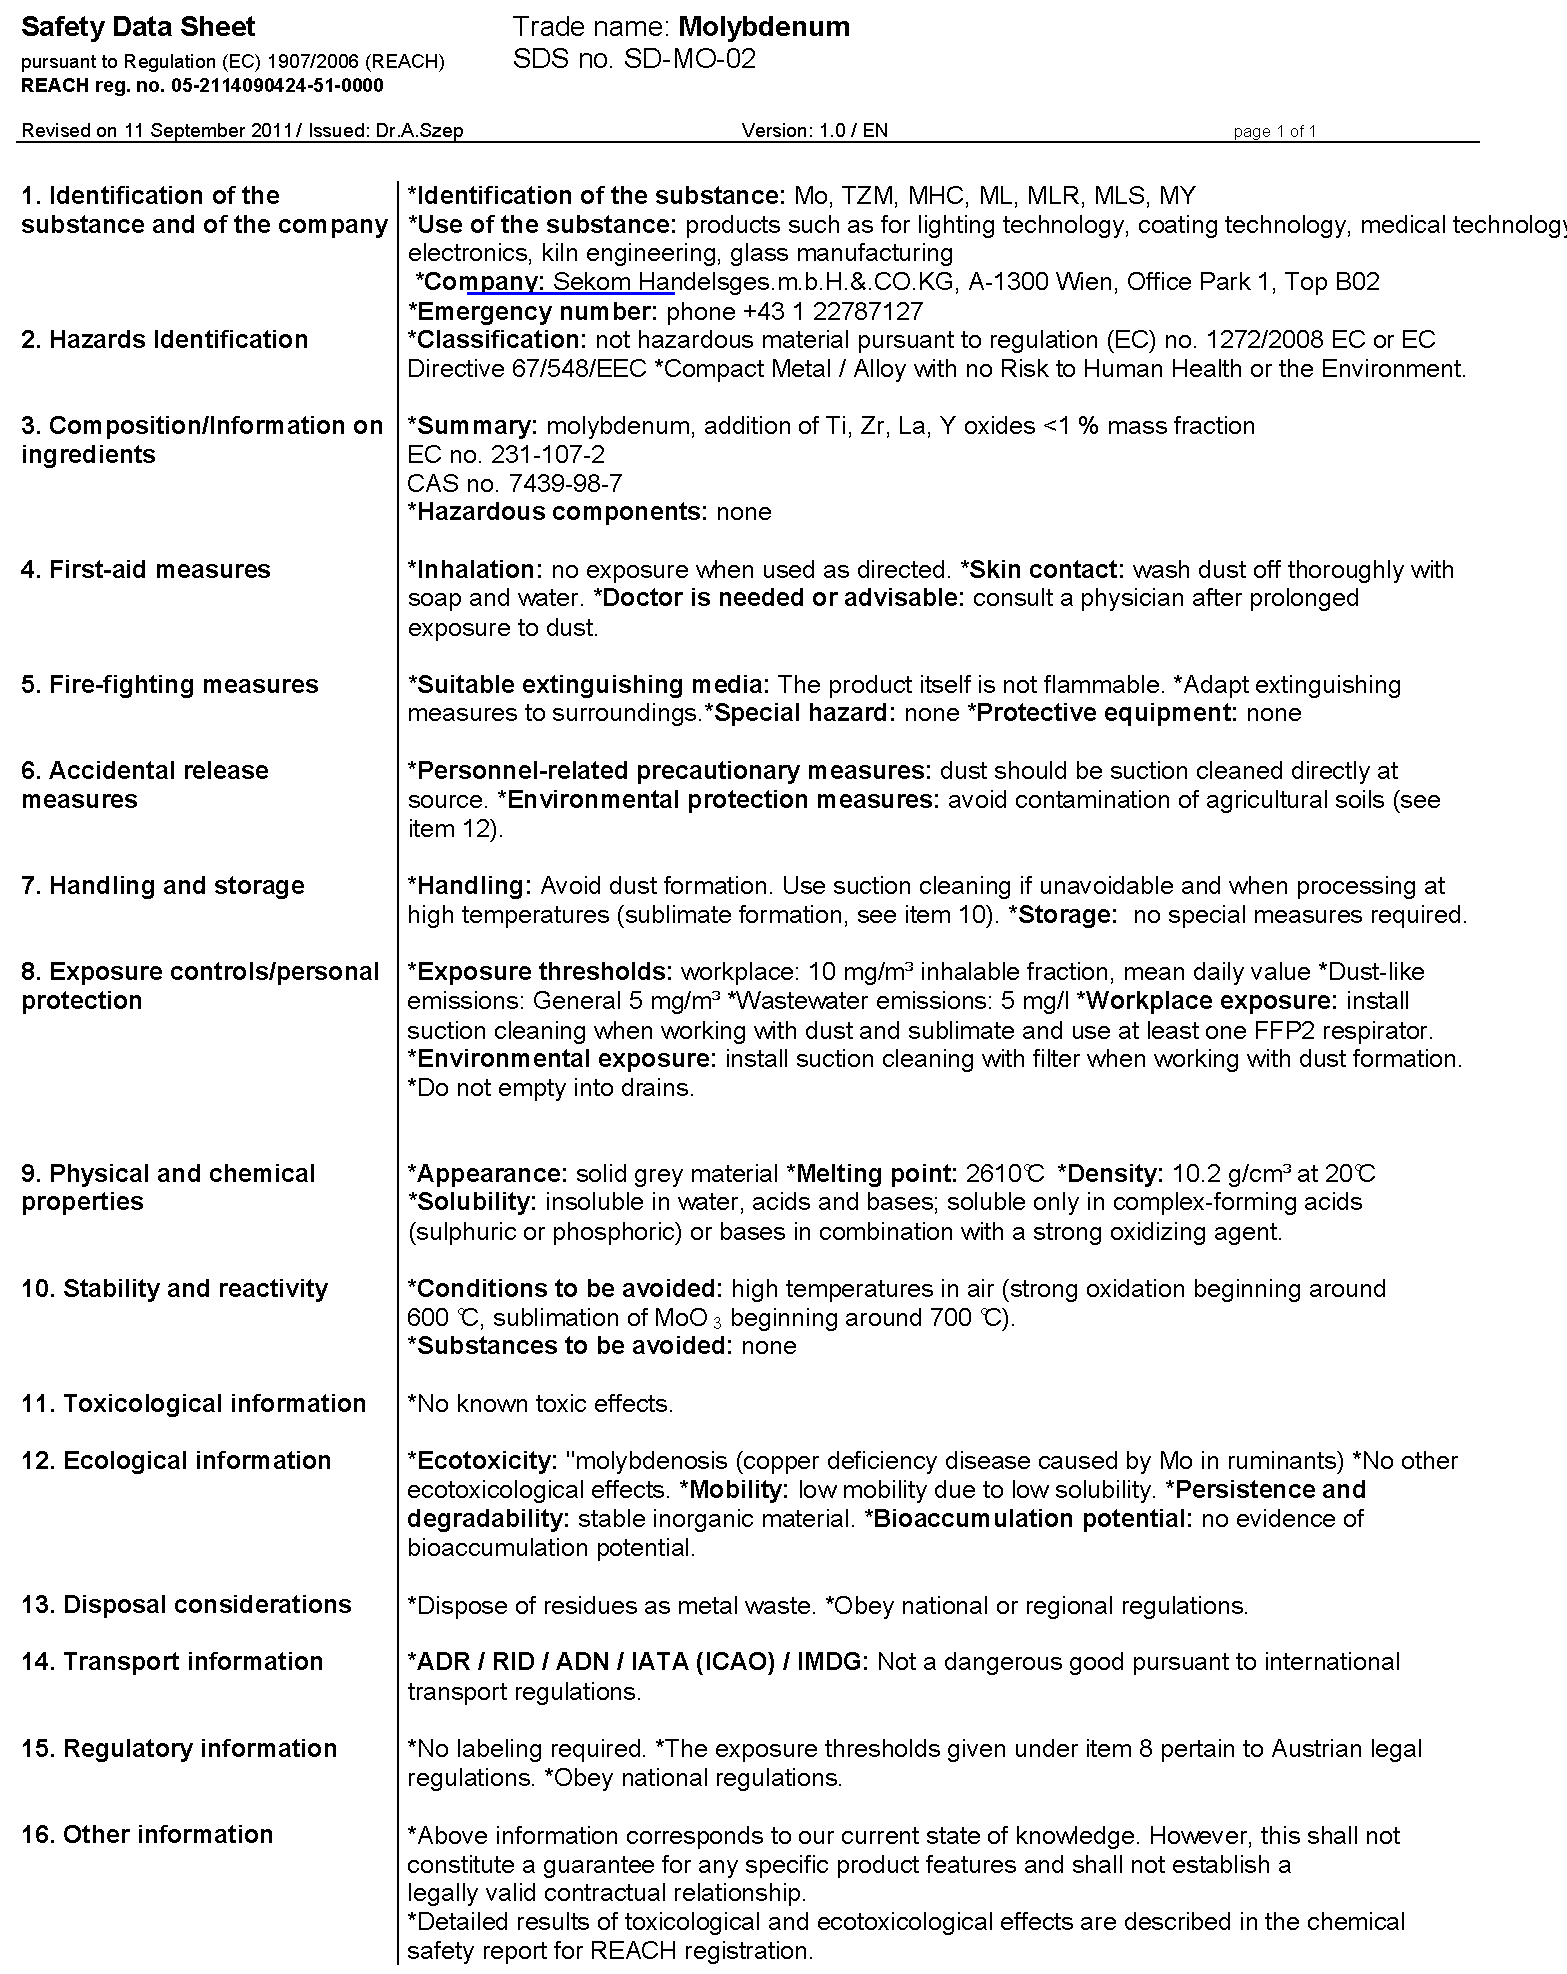 Safety Data Sheet
Trade name: Molybdenum
pursuant to Regulation (EC) 1907/2006 (REACH)
SDS no. SD-MO-02
REACH reg. no. 05-2114090424-51-0000
Revised on 11 September 2011 / Issued: Dr.A.Szep
Version: 1.0 / EN
page 1 of 1
1. Identification of the
substance and of the company
*Identification of the substance: Mo, TZM, MHC, ML, MLR, MLS, MY
*Use of the substance: products such as for lighting technology, coating technology, medical technology
electronics, kiln engineering, glass manufacturing
*Company: Sekom Handelsges.m.b.H.&.CO.KG, A-1300 Wien, Office Park 1, Top B02
*Emergency number: phone +43 1 22787127
2. Hazards Identification
*Classification: not hazardous material pursuant to regulation (EC) no. 1272/2008 EC or EC
Directive 67/548/EEC *Compact Metal / Alloy with no Risk to Human Health or the Environment.
3. Composition/Information on
ingredients
*Summary: molybdenum, addition of Ti, Zr, La, Y oxides <1 % mass fraction
EC no. 231-107-2
CAS no. 7439-98-7
*Hazardous components: none
4. First-aid measures
*Inhalation: no exposure when used as directed. *Skin contact: wash dust off thoroughly with
soap and water. *Doctor is needed or advisable: consult a physician after prolonged
exposure to dust.
5. Fire-fighting measures
*Suitable extinguishing media: The product itself is not flammable. *Adapt extinguishing
measures to surroundings.*Special hazard: none *Protective equipment: none
6. Accidental release
measures
*Personnel-related precautionary measures: dust should be suction cleaned directly at
source. *Environmental protection measures: avoid contamination of agricultural soils (see
item 12).
7. Handling and storage
*Handling: Avoid dust formation. Use suction cleaning if unavoidable and when processing at
high temperatures (sublimate formation, see item 10). *Storage: no special measures required.
8. Exposure controls/personal
protection
*Exposure thresholds: workplace: 10 mg/m³ inhalable fraction, mean daily value *Dust-like
emissions: General 5 mg/m³ *Wastewater emissions: 5 mg/l *Workplace exposure: install
suction cleaning when working with dust and sublimate and use at least one FFP2 respirator.
*Environmental exposure: install suction cleaning with filter when working with dust formation.
*Do not empty into drains.
9. Physical and chemical
properties
*Appearance: solid grey material *Melting point: 2610°C *Density: 10.2 g/cm³ at 20°C
*Solubility: insoluble in water, acids and bases; soluble only in complex-forming acids
(sulphuric or phosphoric) or bases in combination with a strong oxidizing agent.
10. Stability and reactivity
*Conditions to be avoided: high temperatures in air (strong oxidation beginning around
600 °C, sublimation of MoO 3 beginning around 700 °C).
*Substances to be avoided: none
11. Toxicological information
*No known toxic effects.
12. Ecological information
*Ecotoxicity: "molybdenosis (copper deficiency disease caused by Mo in ruminants) *No other
ecotoxicological effects. *Mobility: low mobility due to low solubility. *Persistence and
degradability: stable inorganic material. *Bioaccumulation potential: no evidence of
bioaccumulation potential.
13. Disposal considerations
*Dispose of residues as metal waste. *Obey national or regional regulations.
14. Transport information
*ADR / RID / ADN / IATA (ICAO) / IMDG: Not a dangerous good pursuant to international
transport regulations.
15. Regulatory information
*No labeling required. *The exposure thresholds given under item 8 pertain to Austrian legal
regulations. *Obey national regulations.
16. Other information
*Above information corresponds to our current state of knowledge. However, this shall not
constitute a guarantee for any specific product features and shall not establish a
legally valid contractual relationship.
*Detailed results of toxicological and ecotoxicological effects are described in the chemical
safety report for REACH registration.